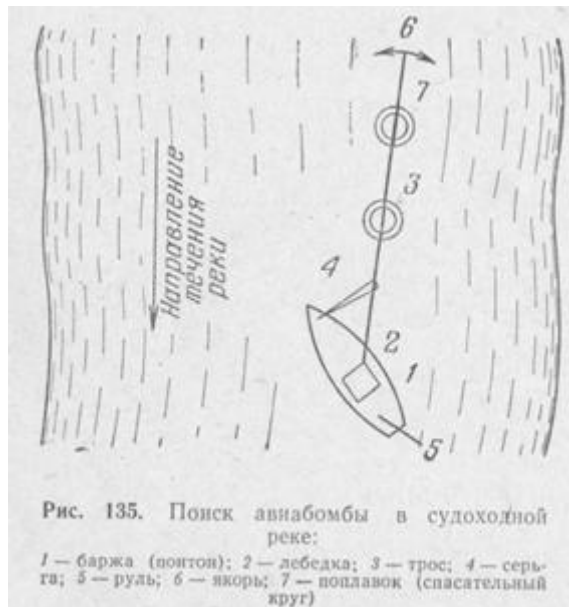 6
7
3
Направление
течения
реки
4
2
1
5
Рис. 135. Поиск авиабомбы в судоходной
реке:
1 — баржа (понтон); 2 — лебедка; 3 — трос; 4 — серь-
га; 5 — руль; 6 — якорь; 7 — поплавок (спасательный
круг)